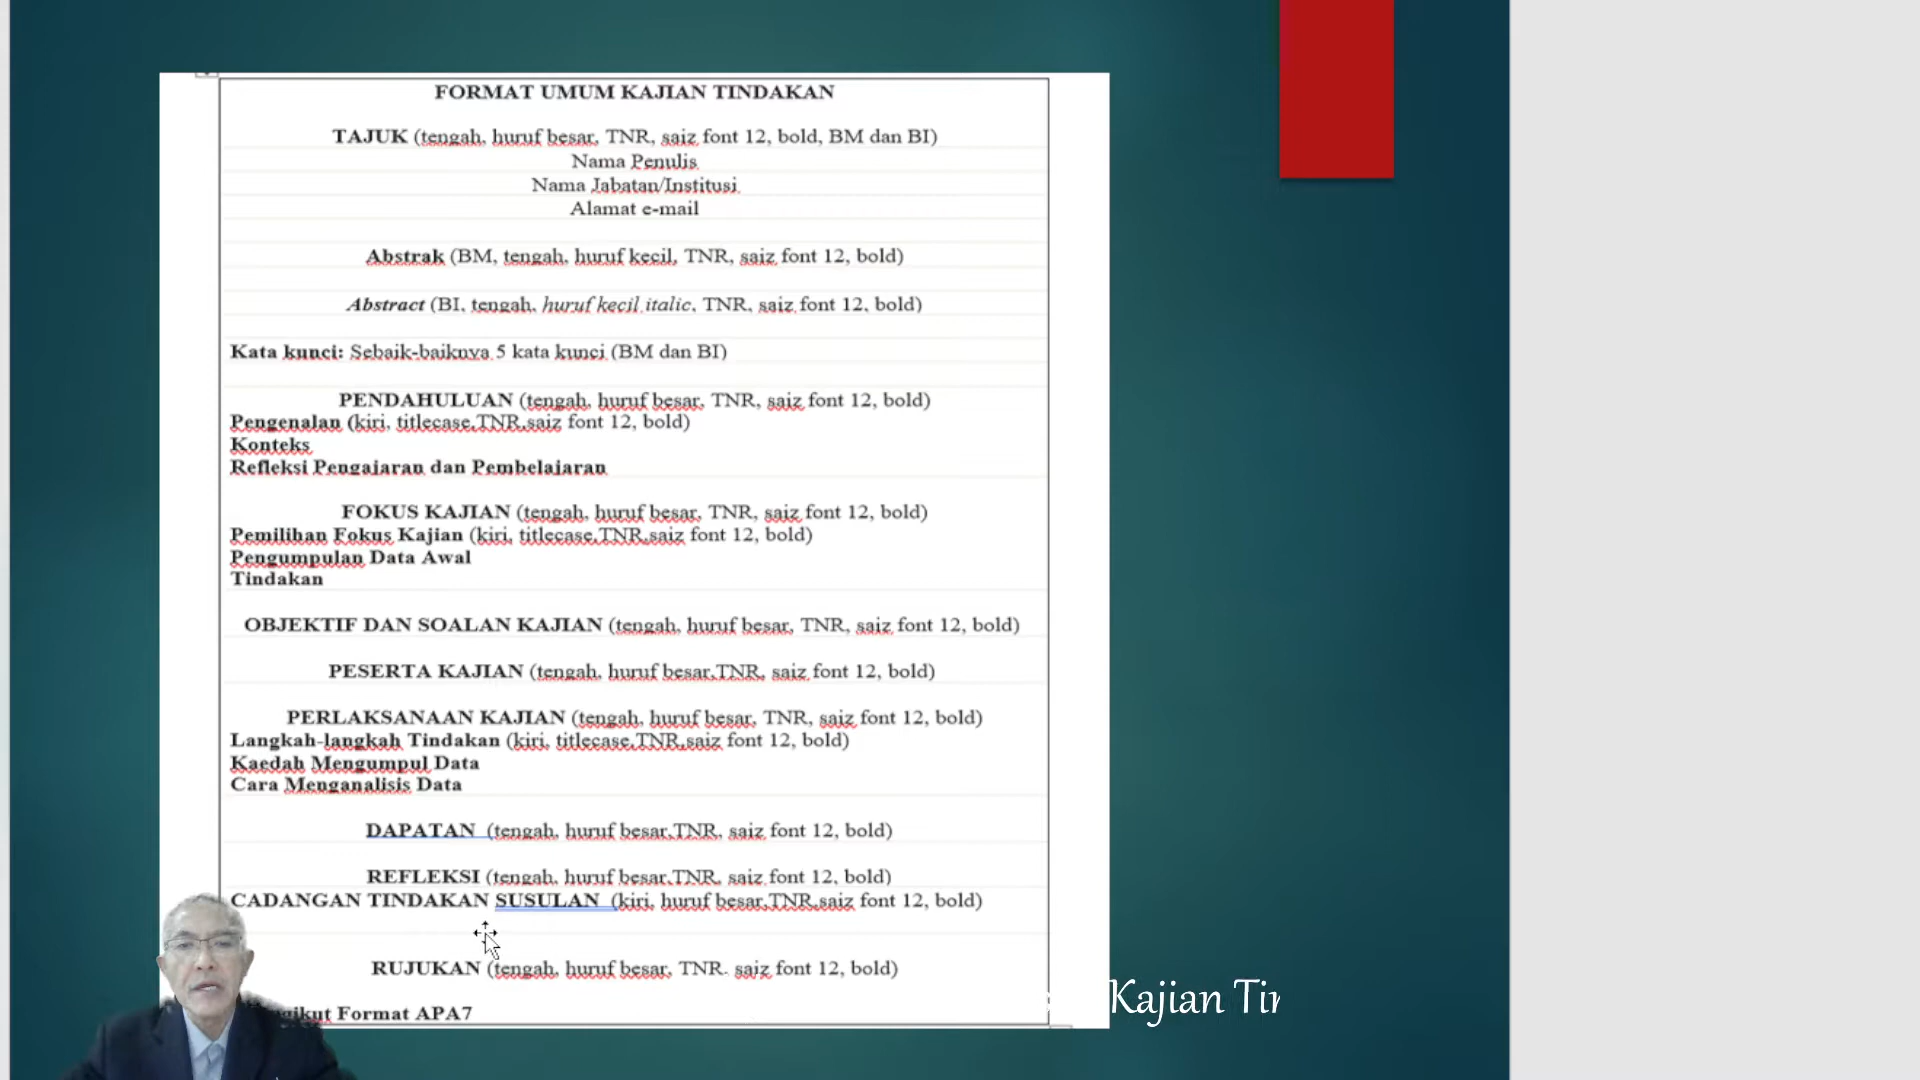 FORMAT UMUM KAJIAN TINDAKAN
TAJUK (tengah, huruf besar, TNR, saiz font 12, bold, BM dan BI)
Nama Penulis
Nama Jabatan/Institusi
Alamat e-mail
Abstrak (BM, tengah, huruf kecil, TNR, saiz font 12, bold)
Abstract (BI, tengah, huruf kecil italic, TNR, saiz font 12, bold)
Kata kunci: Sebaik-baiknya 5 kata kunci (BM dan BI)
PENDAHULUAN (tengah, huruf besar, TNR, saiz font 12, bold)
Pengenalan (kiri, titlecase,TNR,saiz font 12, bold)
Konteks
Refleksi Pengajaran dan Pembelajaran
FOKUS KAJIAN (tengah, huruf besar, TNR, saiz font 12, bold)
Pemilihan Fokus Kajian (kiri, titlecase,TNR,saiz font 12, bold)
Pengumpulan Data Awal
Tindakan
OBJEKTIF DAN SOALAN KAJIAN (tengah, huruf besar, TNR, saiz font 12, bold)
PESERTA KAJIAN (tengah, huruf besar,TNR, saiz font 12, bold)
PERLAKSANAAN KAJIAN (tengah, huruf besar, TNR, saiz font 12, bold)
Langkah-langkah Tindakan (kiri, titlecase,TNR,saiz font 12, bold)
Kaedah Mengumpul Data
Cara Menganalisis Data
DAPATAN (tengah, huruf besar,TNR, saiz font 12, bold)
REFLEKSI (tengah, huruf besar,TNR, saiz font 12, bold)
CADANGAN TINDAKAN SUSULAN (kiri, huruf besar,TNR,saiz font 12, bold)
RUJUKAN (tengah, huruf besar, TNR. saiz font 12, bold)
Format APA7
Kajian Tin